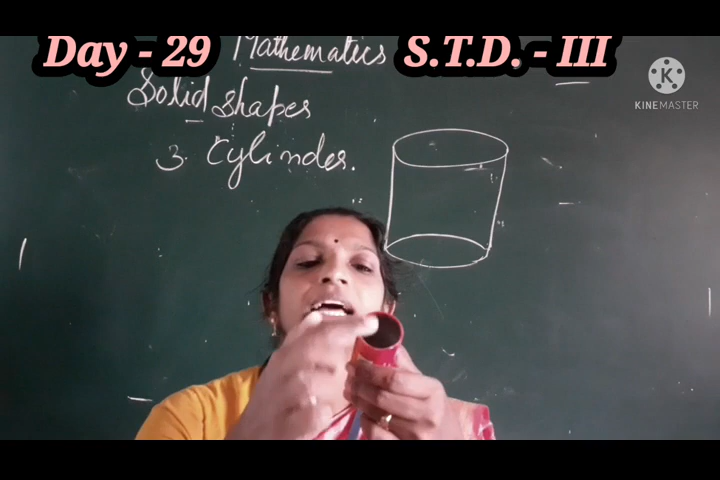 Day - 29 Mathematics S.T.D. - III
KINEMASTER
Solid shapes
3. Cylinder.